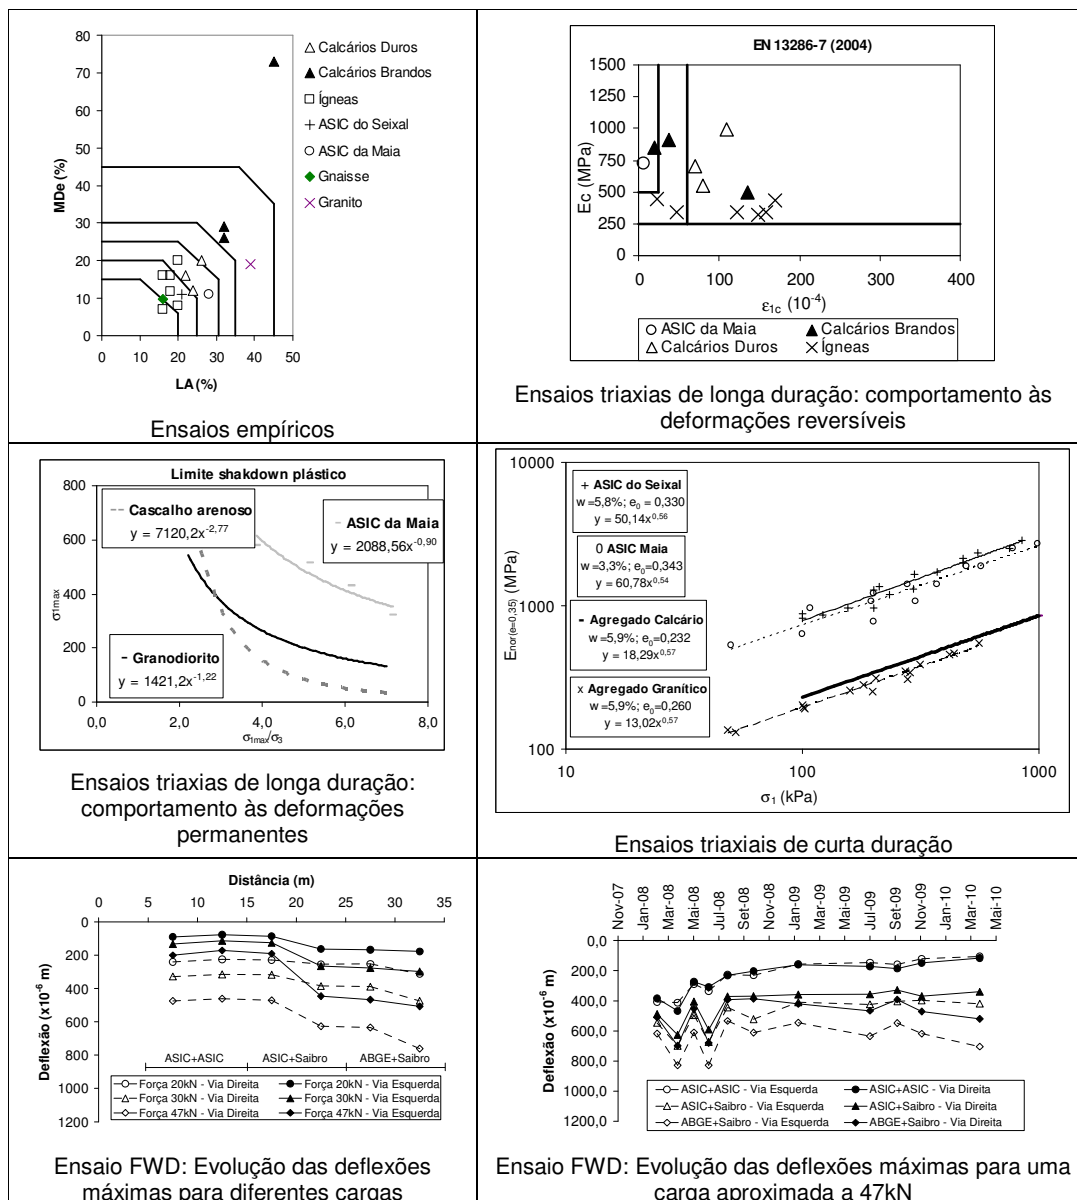 80
70
60
50
40
30
20
10
0
MDe (%)
0 10 20 30 40 50
LA (%)
Calcários Duros
Calcários Brandos
Ígneas
ASIC do Seixal
ASIC da Maia
Gnaisse
Granito
Ensaios empíricos
EN 13286-7 (2004)
1500
1250
1000
750
500
250
0
Ec (MPa)
0 100 200 300 400
ε1c (10-4)
ASIC da Maia Calcários Brandos
Calcários Duros Ígneas
Ensaios triaxias de longa duração: comportamento às
deformações reversíveis
Limite shakdown plástico
800
600
400
200
0
σ1max
0,0 2,0 4,0 6,0 8,0
σ1max/σ3
Cascalho arenoso
y = 7120,2x-2,77
ASIC da Maia
y = 2088,56x-0,90
Granodiorito
y = 1421,2x-1,22
Ensaios triaxias de longa duração:
comportamento às deformações
permanentes
10000
1000
100
Enor(e=0,35) (MPa)
10 100 1000
σ1 (kPa)
+ ASIC do Seixal
w=5,8%; e0 = 0,330
y = 50,14x0,56
0 ASIC Maia
w=3,3%; e0=0,343
y = 60,78x0,54
- Agregado Calcário
w=5,9%; e0=0,232
y = 18,29x0,57
x Agregado Granítico
w=5,9%; e0=0,260
y = 13,02x0,57
Ensaios triaxiais de curta duração
Distância (m)
0 5 10 15 20 25 30 35
0
200
400
600
800
1000
1200
Deflexão (x10-6 m)
ASIC+ASIC ASIC+Saibro ABGE+Saibro
Força 20kN - Via Direita Força 20kN - Via Esquerda
Força 30kN - Via Direita Força 30kN - Via Esquerda
Força 47kN - Via Direita Força 47kN - Via Esquerda
Ensaio FWD: Evolução das deflexões
máximas para diferentes cargas
Nov-07 Jan-08 Mar-08 Mai-08 Jul-08 Set-08 Nov-08 Jan-09 Mar-09 Mai-09 Jul-09 Set-09 Nov-09 Jan-10 Mar-10 Mai-10
0,0
200,0
400,0
600,0
800,0
1000,0
1200,0
Deflexão (x10-6 m)
ASIC+ASIC - Via Esquerda ASIC+ASIC - Via Direita
ASIC+Saibro - Via Esquerda ASIC+Saibro - Via Direita
ABGE+Saibro - Via Esquerda ABGE+Saibro - Via Direita
Ensaio FWD: Evolução das deflexões máximas para uma
carga aproximada a 47kN